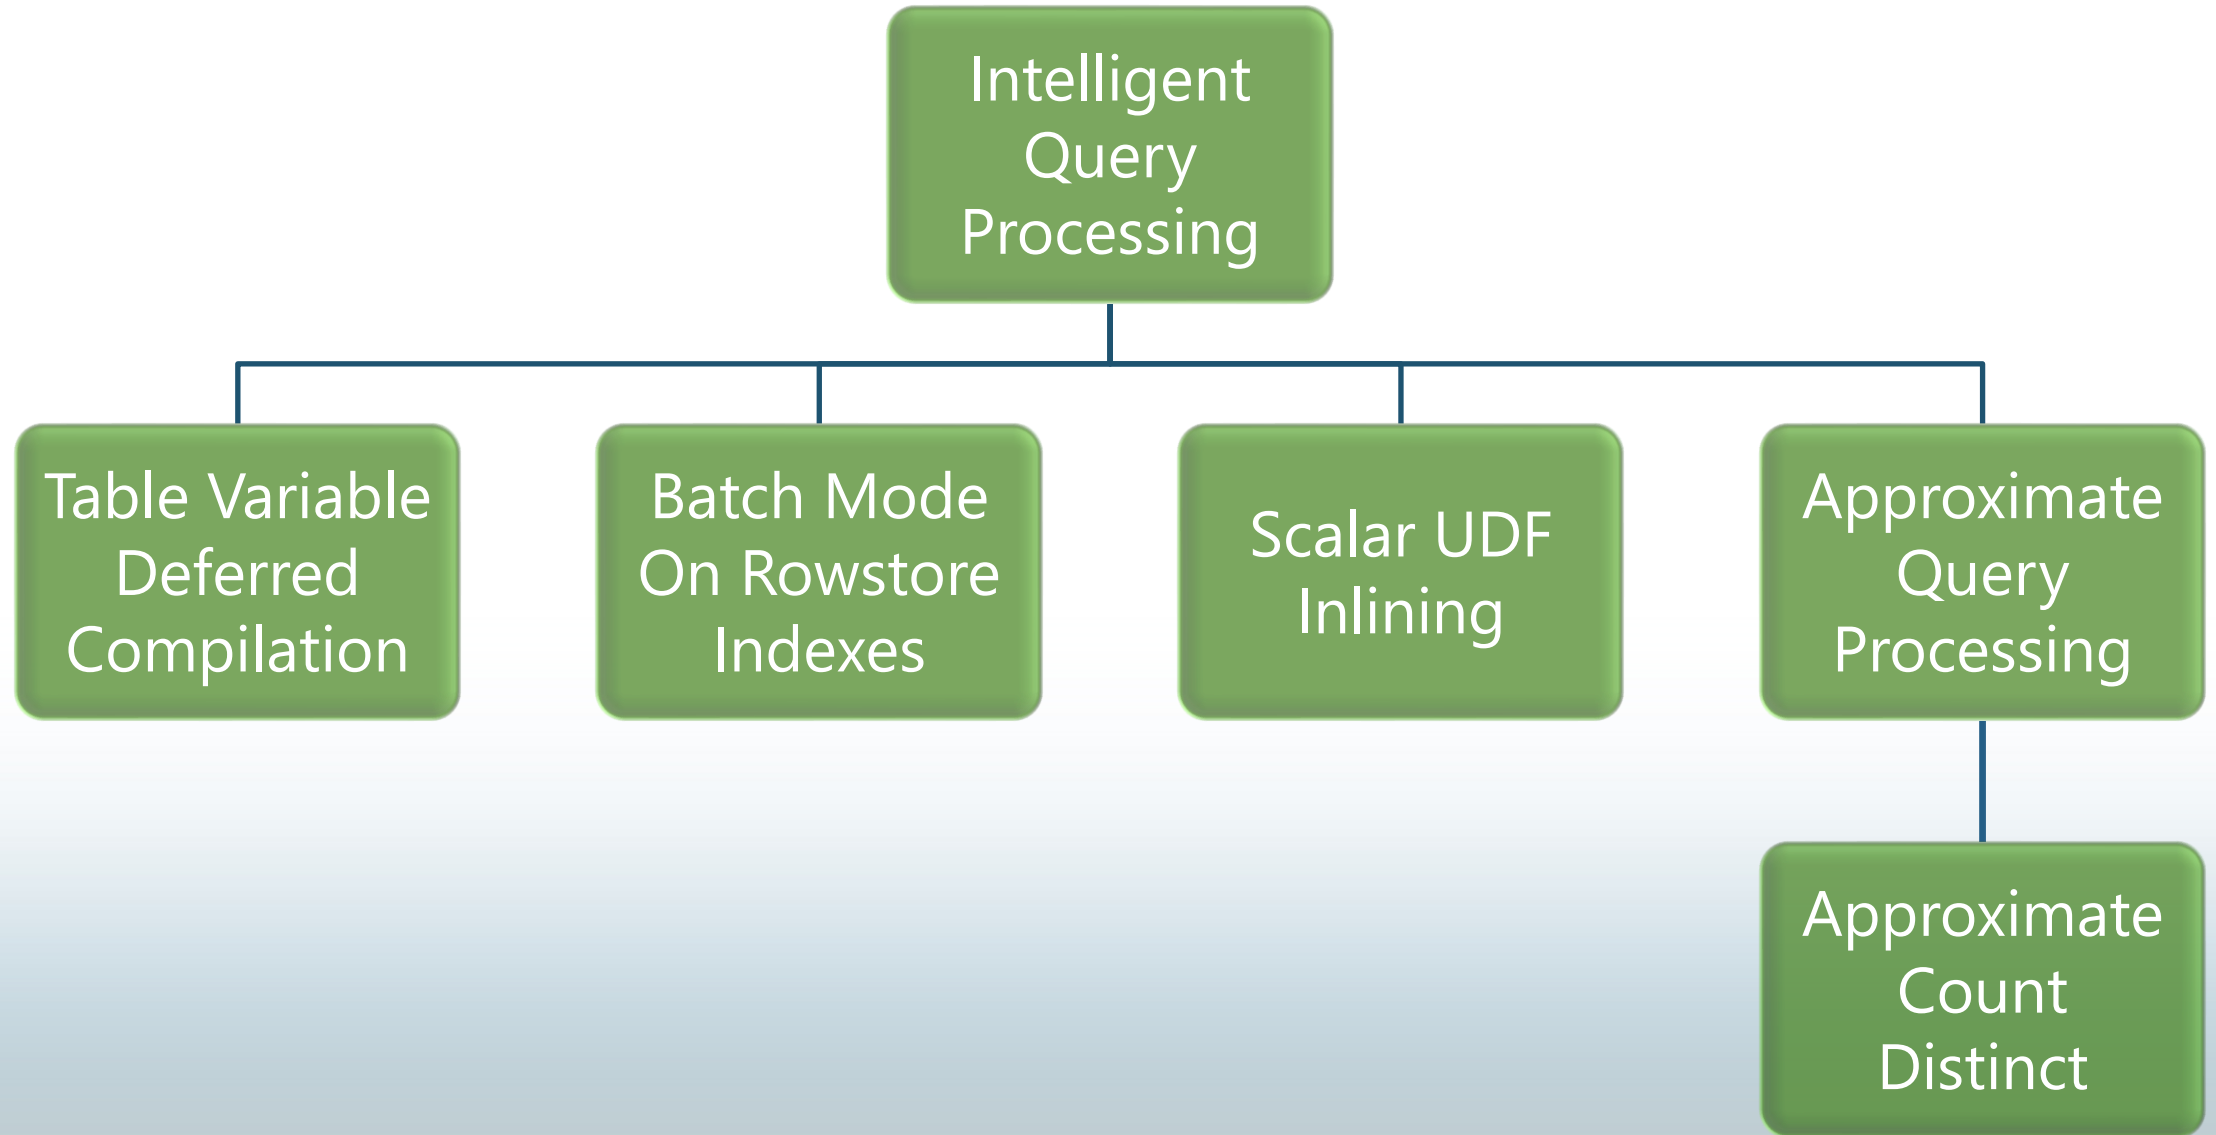 Intelligent
Query
Processing
Table Variable
Deferred
Compilation
Batch Mode
On Rowstore
Indexes
Scalar UDF
Inlining
Approximate
Query
Processing
Approximate
Count
Distinct